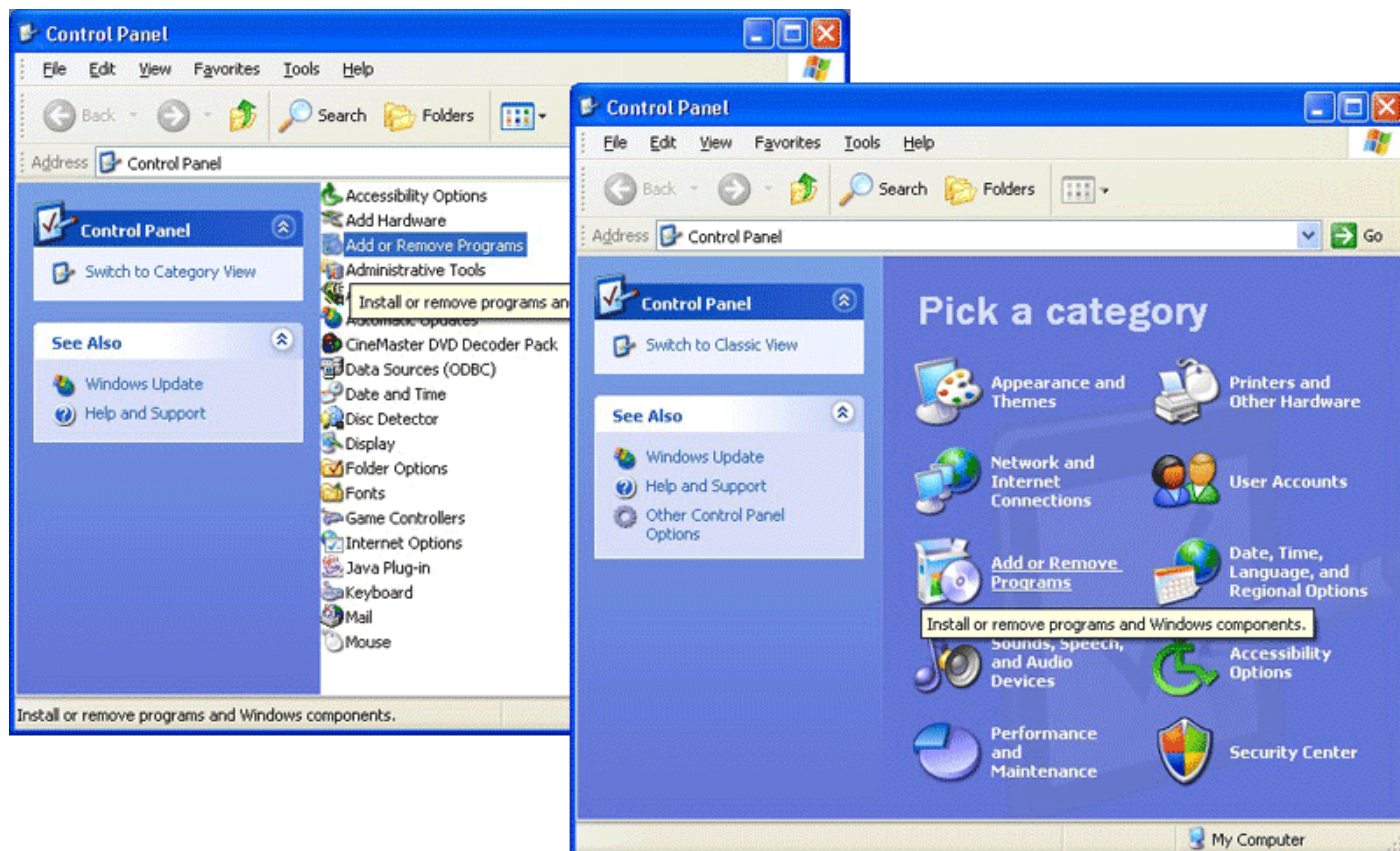 Control Panel
File Edit View Favorites Tools Help
Back Search Folders
Address Control Panel
Control Panel
Switch to Category View
See Also
Windows Update
Help and Support
Accessibility Options
Add Hardware
Add or Remove Programs
Administrative Tools
Install or remove programs an
Automatic Updates
CineMaster DVD Decoder Pack
Data Sources (ODBC)
Date and Time
Disc Detector
Display
Folder Options
Fonts
Game Controllers
Internet Options
Java Plug-in
Keyboard
Mail
Mouse
Install or remove programs and Windows components.
Control Panel
File Edit View Favorites Tools Help
Back Search Folders
Address Control Panel Go
Control Panel
Switch to Classic View
See Also
Windows Update
Help and Support
Other Control Panel
Options
Pick a category
Appearance and
Themes
Printers and
Other Hardware
Network and
Internet
Connections
User Accounts
Add or Remove
Programs
Date, Time,
Language, and
Regional Options
Install or remove programs and Windows components.
Sounds, Speech,
and Audio
Devices
Accessibility
Options
Performance
and
Maintenance
Security Center
My Computer